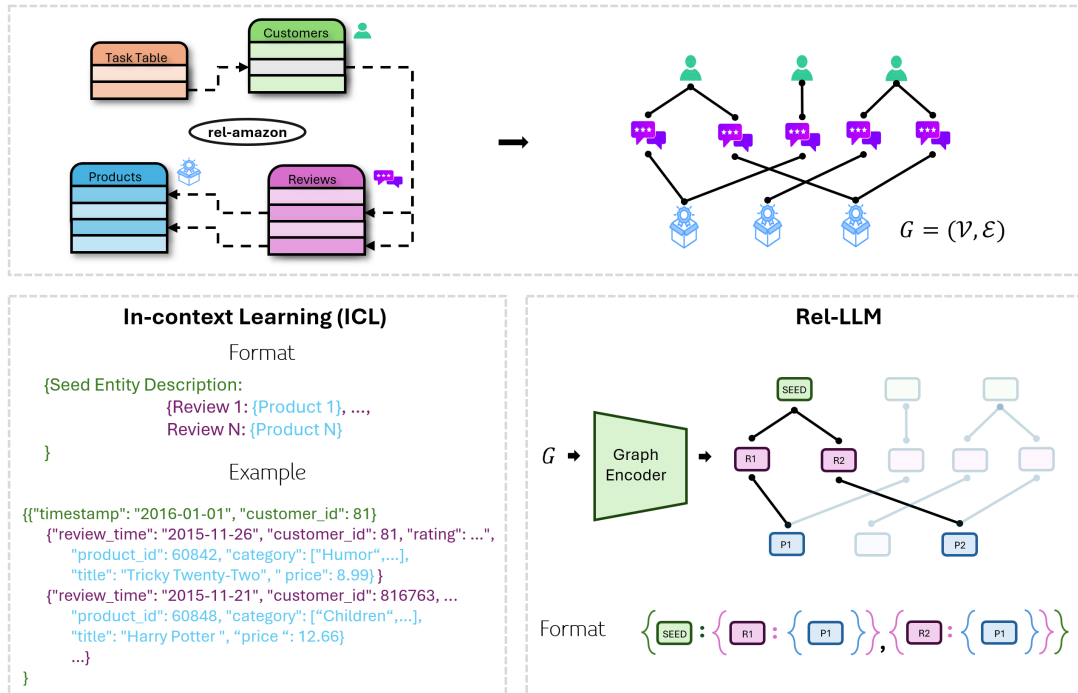 Customers
Task Table
rel-amazon
Products
Reviews
G = (𝒱, ℰ)
In-context Learning (ICL)
Format
{Seed Entity Description:
{Review 1: {Product 1}, ...,
Review N: {Product N}
}
Example
{{"timestamp": "2016-01-01", "customer_id": 81}
{"review_time": "2015-11-26", "customer_id": 81, "rating": ...",
"product_id": 60842, "category": ["Humor“,...],
"title": "Tricky Twenty-Two", " price": 8.99} }
{"review_time": "2015-11-21", "customer_id": 816763, ...
"product_id": 60848, "category": [“Children“,...],
"title": "Harry Potter ", “price “: 12.66}
...}
}
Rel-LLM
SEED
G
Graph
Encoder
R1 R2
P1 P2
Format {SEED : {R1 : {P1}}, {R2 : {P1}}}